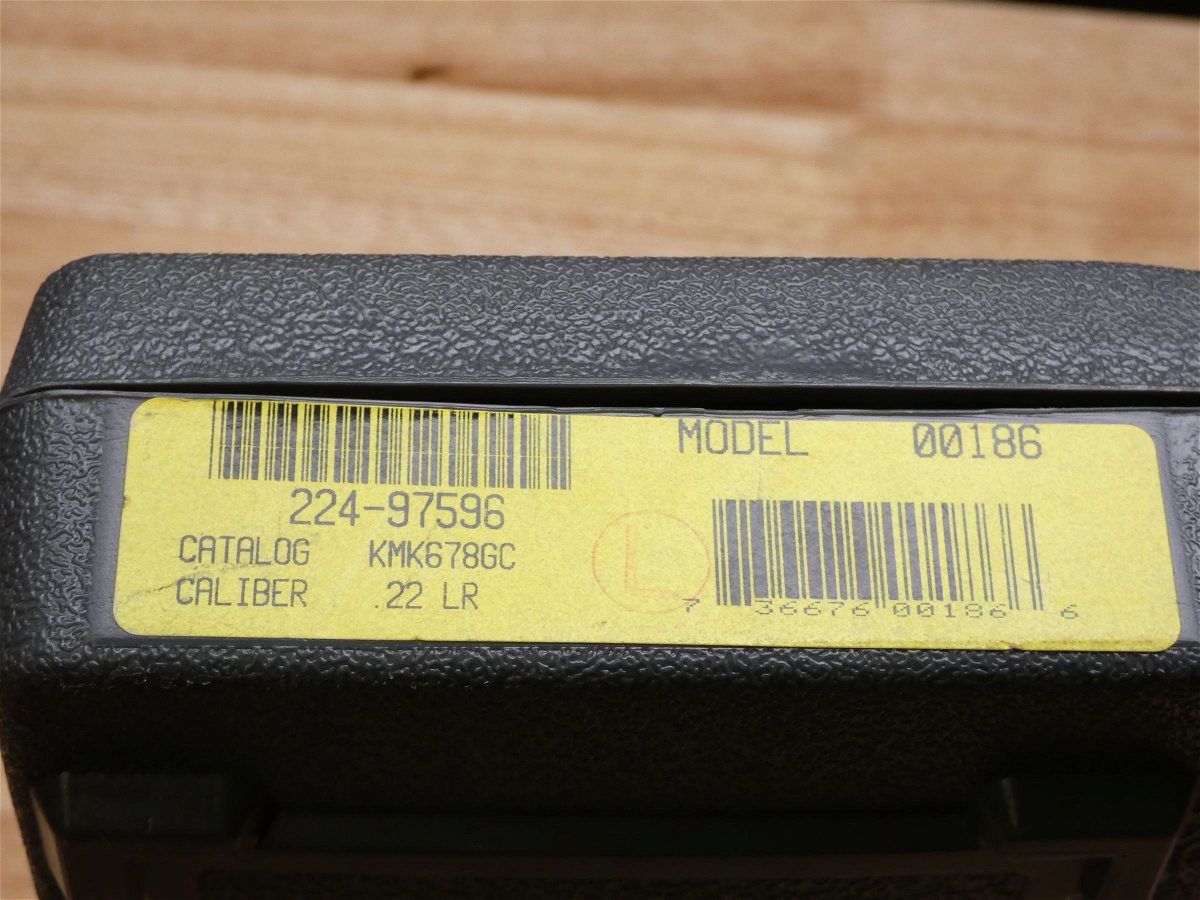 224-97596
CATALOG KMK678GC
CALIBER .22 LR
MODEL 00186
L
7 36676 00186 6